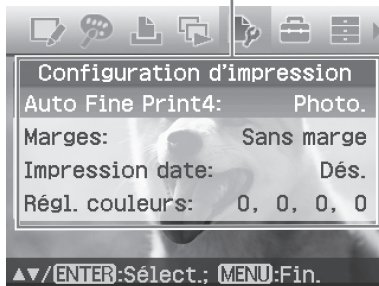 Configuration d'impression
Auto Fine Print4: Photo.
Marges: Sans marge
Impression date: Dés.
Régl. couleurs: 0, 0, 0, 0
▲▼/ENTER:Sélect.; MENU:Fin.